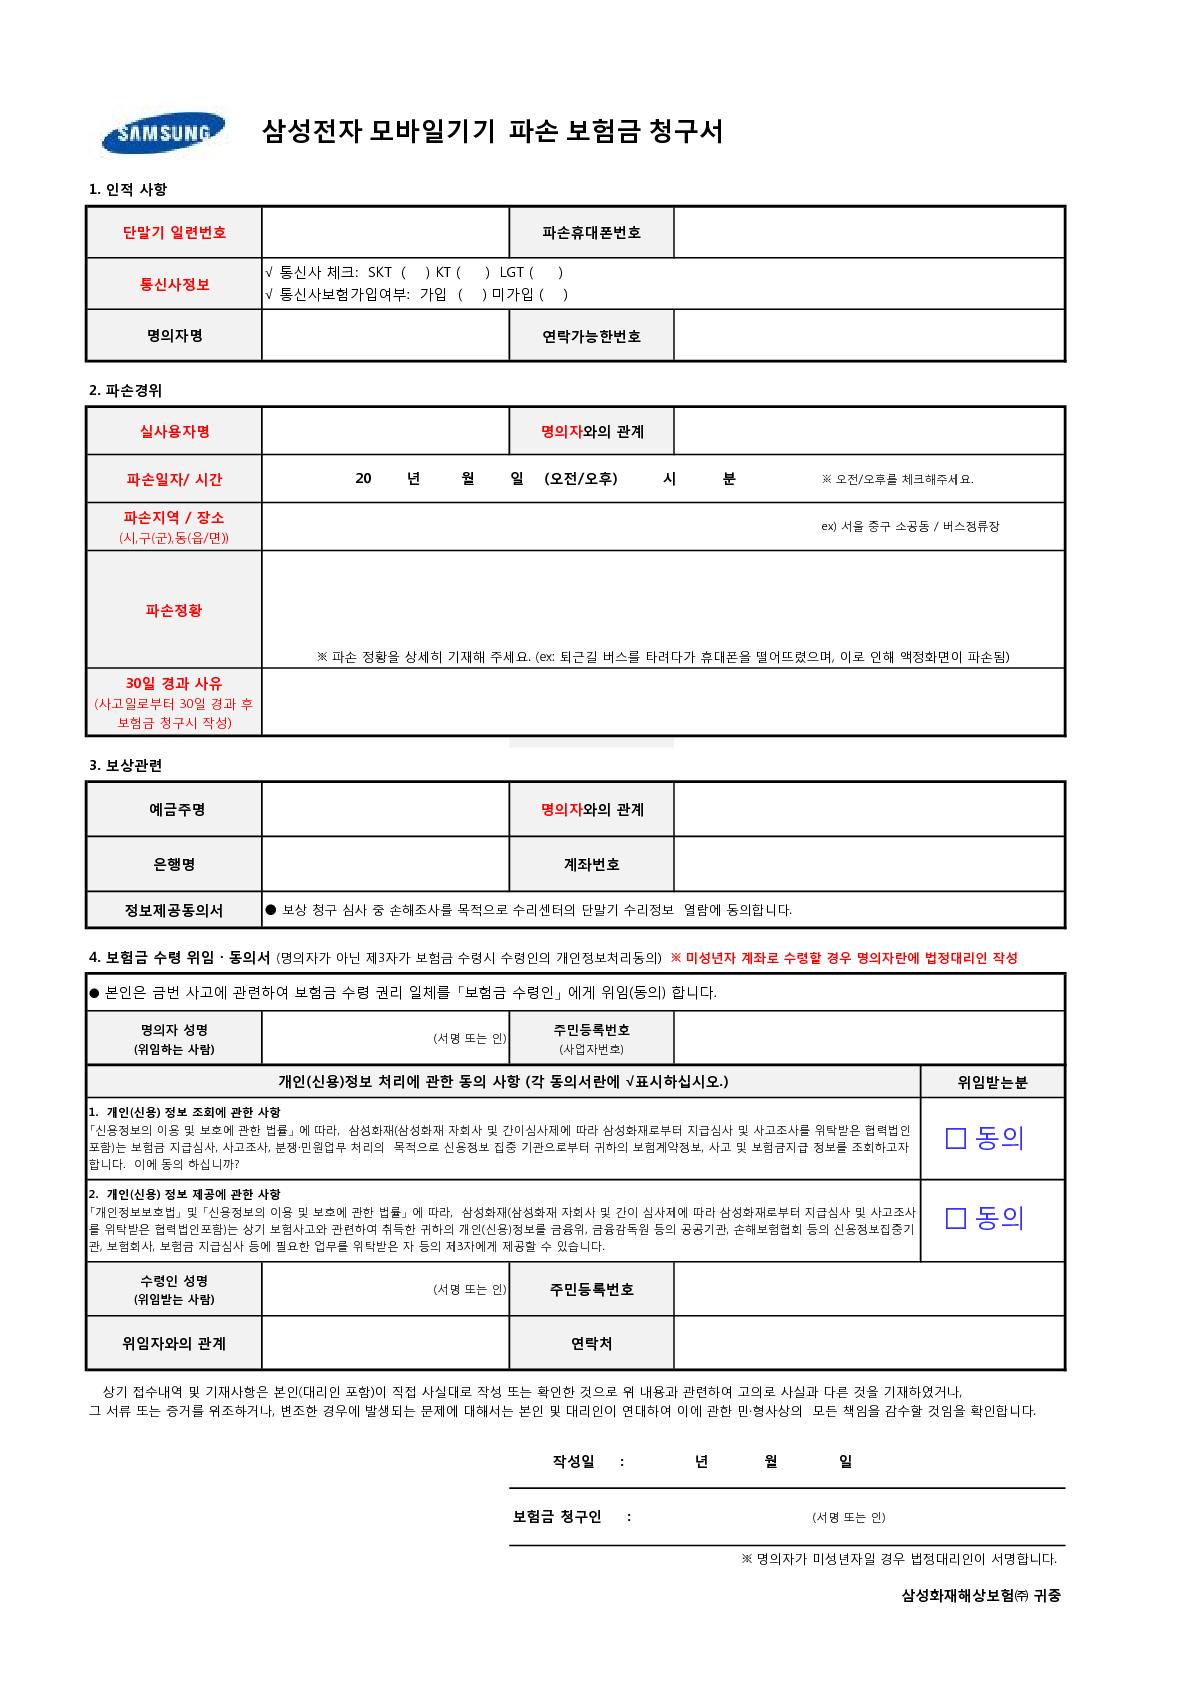 SAMSUNG
삼성전자 모바일기기 파손 보험금 청구서
1. 인적 사항
단말기 일련번호
파손휴대폰번호
통신사정보
√ 통신사 체크: SKT ( ) KT ( ) LGT ( )
√ 통신사보험가입여부: 가입 ( ) 미가입 ( )
명의자명
연락가능한번호
2. 파손경위
실사용자명
명의자와의 관계
파손일자/ 시간
20 년 월 일 (오전/오후) 시 분 ※ 오전/오후를 체크해주세요.
파손지역 / 장소
(시,구(군),동(읍/면))
ex) 서울 중구 소공동 / 버스정류장
파손정황
※ 파손 정황을 상세히 기재해 주세요. (ex: 퇴근길 버스를 타려다가 휴대폰을 떨어뜨렸으며, 이로 인해 액정화면이 파손됨)
30일 경과 사유
(사고일로부터 30일 경과 후
보험금 청구시 작성)
3. 보상관련
예금주명
명의자와의 관계
은행명
계좌번호
정보제공동의서
● 보상 청구 심사 중 손해조사를 목적으로 수리센터의 단말기 수리정보 열람에 동의합니다.
4. 보험금 수령 위임 · 동의서 (명의자가 아닌 제3자가 보험금 수령시 수령인의 개인정보처리동의) ※ 미성년자 계좌로 수령할 경우 명의자란에 법정대리인 작성
● 본인은 금번 사고에 관련하여 보험금 수령 권리 일체를 「보험금 수령인」 에게 위임(동의) 합니다.
명의자 성명
(위임하는 사람)
(서명 또는 인)
주민등록번호
(사업자번호)
개인(신용)정보 처리에 관한 동의 사항 (각 동의서란에 √표시하십시오.)
위임받는분
1. 개인(신용) 정보 조회에 관한 사항
「신용정보의 이용 및 보호에 관한 법률」 에 따라, 삼성화재(삼성화재 자회사 및 간이심사제에 따라 삼성화재로부터 지급심사 및 사고조사를 위탁받은 협력법인
포함)는 보험금 지급심사, 사고조사, 분쟁·민원업무 처리의 목적으로 신용정보 집중 기관으로부터 귀하의 보험계약정보, 사고 및 보험금지급 정보를 조회하고자
합니다. 이에 동의 하십니까?
☐ 동의
2. 개인(신용) 정보 제공에 관한 사항
「개인정보보호법」 및 「신용정보의 이용 및 보호에 관한 법률」 에 따라, 삼성화재(삼성화재 자회사 및 간이 심사제에 따라 삼성화재로부터 지급심사 및 사고조사
를 위탁받은 협력법인포함)는 상기 보험사고와 관련하여 취득한 귀하의 개인(신용)정보를 금융위, 금융감독원 등의 공공기관, 손해보험협회 등의 신용정보집중기
관, 보험회사, 보험금 지급심사 등에 필요한 업무를 위탁받은 자 등의 제3자에게 제공할 수 있습니다.
☐ 동의
수령인 성명
(위임받는 사람)
(서명 또는 인)
주민등록번호
위임자와의 관계
연락처
상기 접수내역 및 기재사항은 본인(대리인 포함)이 직접 사실대로 작성 또는 확인한 것으로 위 내용과 관련하여 고의로 사실과 다른 것을 기재하였거나,
그 서류 또는 증거를 위조하거나, 변조한 경우에 발생되는 문제에 대해서는 본인 및 대리인이 연대하여 이에 관한 민·형사상의 모든 책임을 감수할 것임을 확인합니다.
작성일 : 년 월 일
보험금 청구인 : (서명 또는 인)
※ 명의자가 미성년자일 경우 법정대리인이 서명합니다.
삼성화재해상보험㈜ 귀중